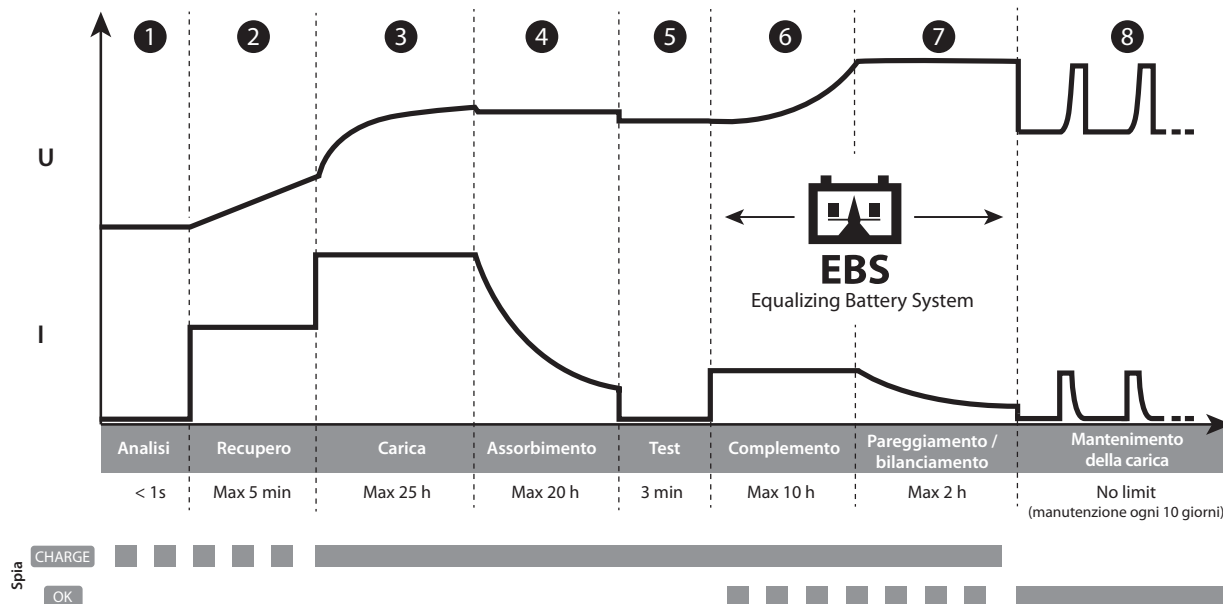 1 2 3 4 5 6 7 8
U
EBS
Equalizing Battery System
I
Analisi Recupero Carica Assorbimento Test Complemento Pareggiamento / bilanciamento Mantenimento della carica
< 1s Max 5 min Max 25 h Max 20 h 3 min Max 10 h Max 2 h No limit
(manutenzione ogni 10 giorni)
Spia
CHARGE
OK